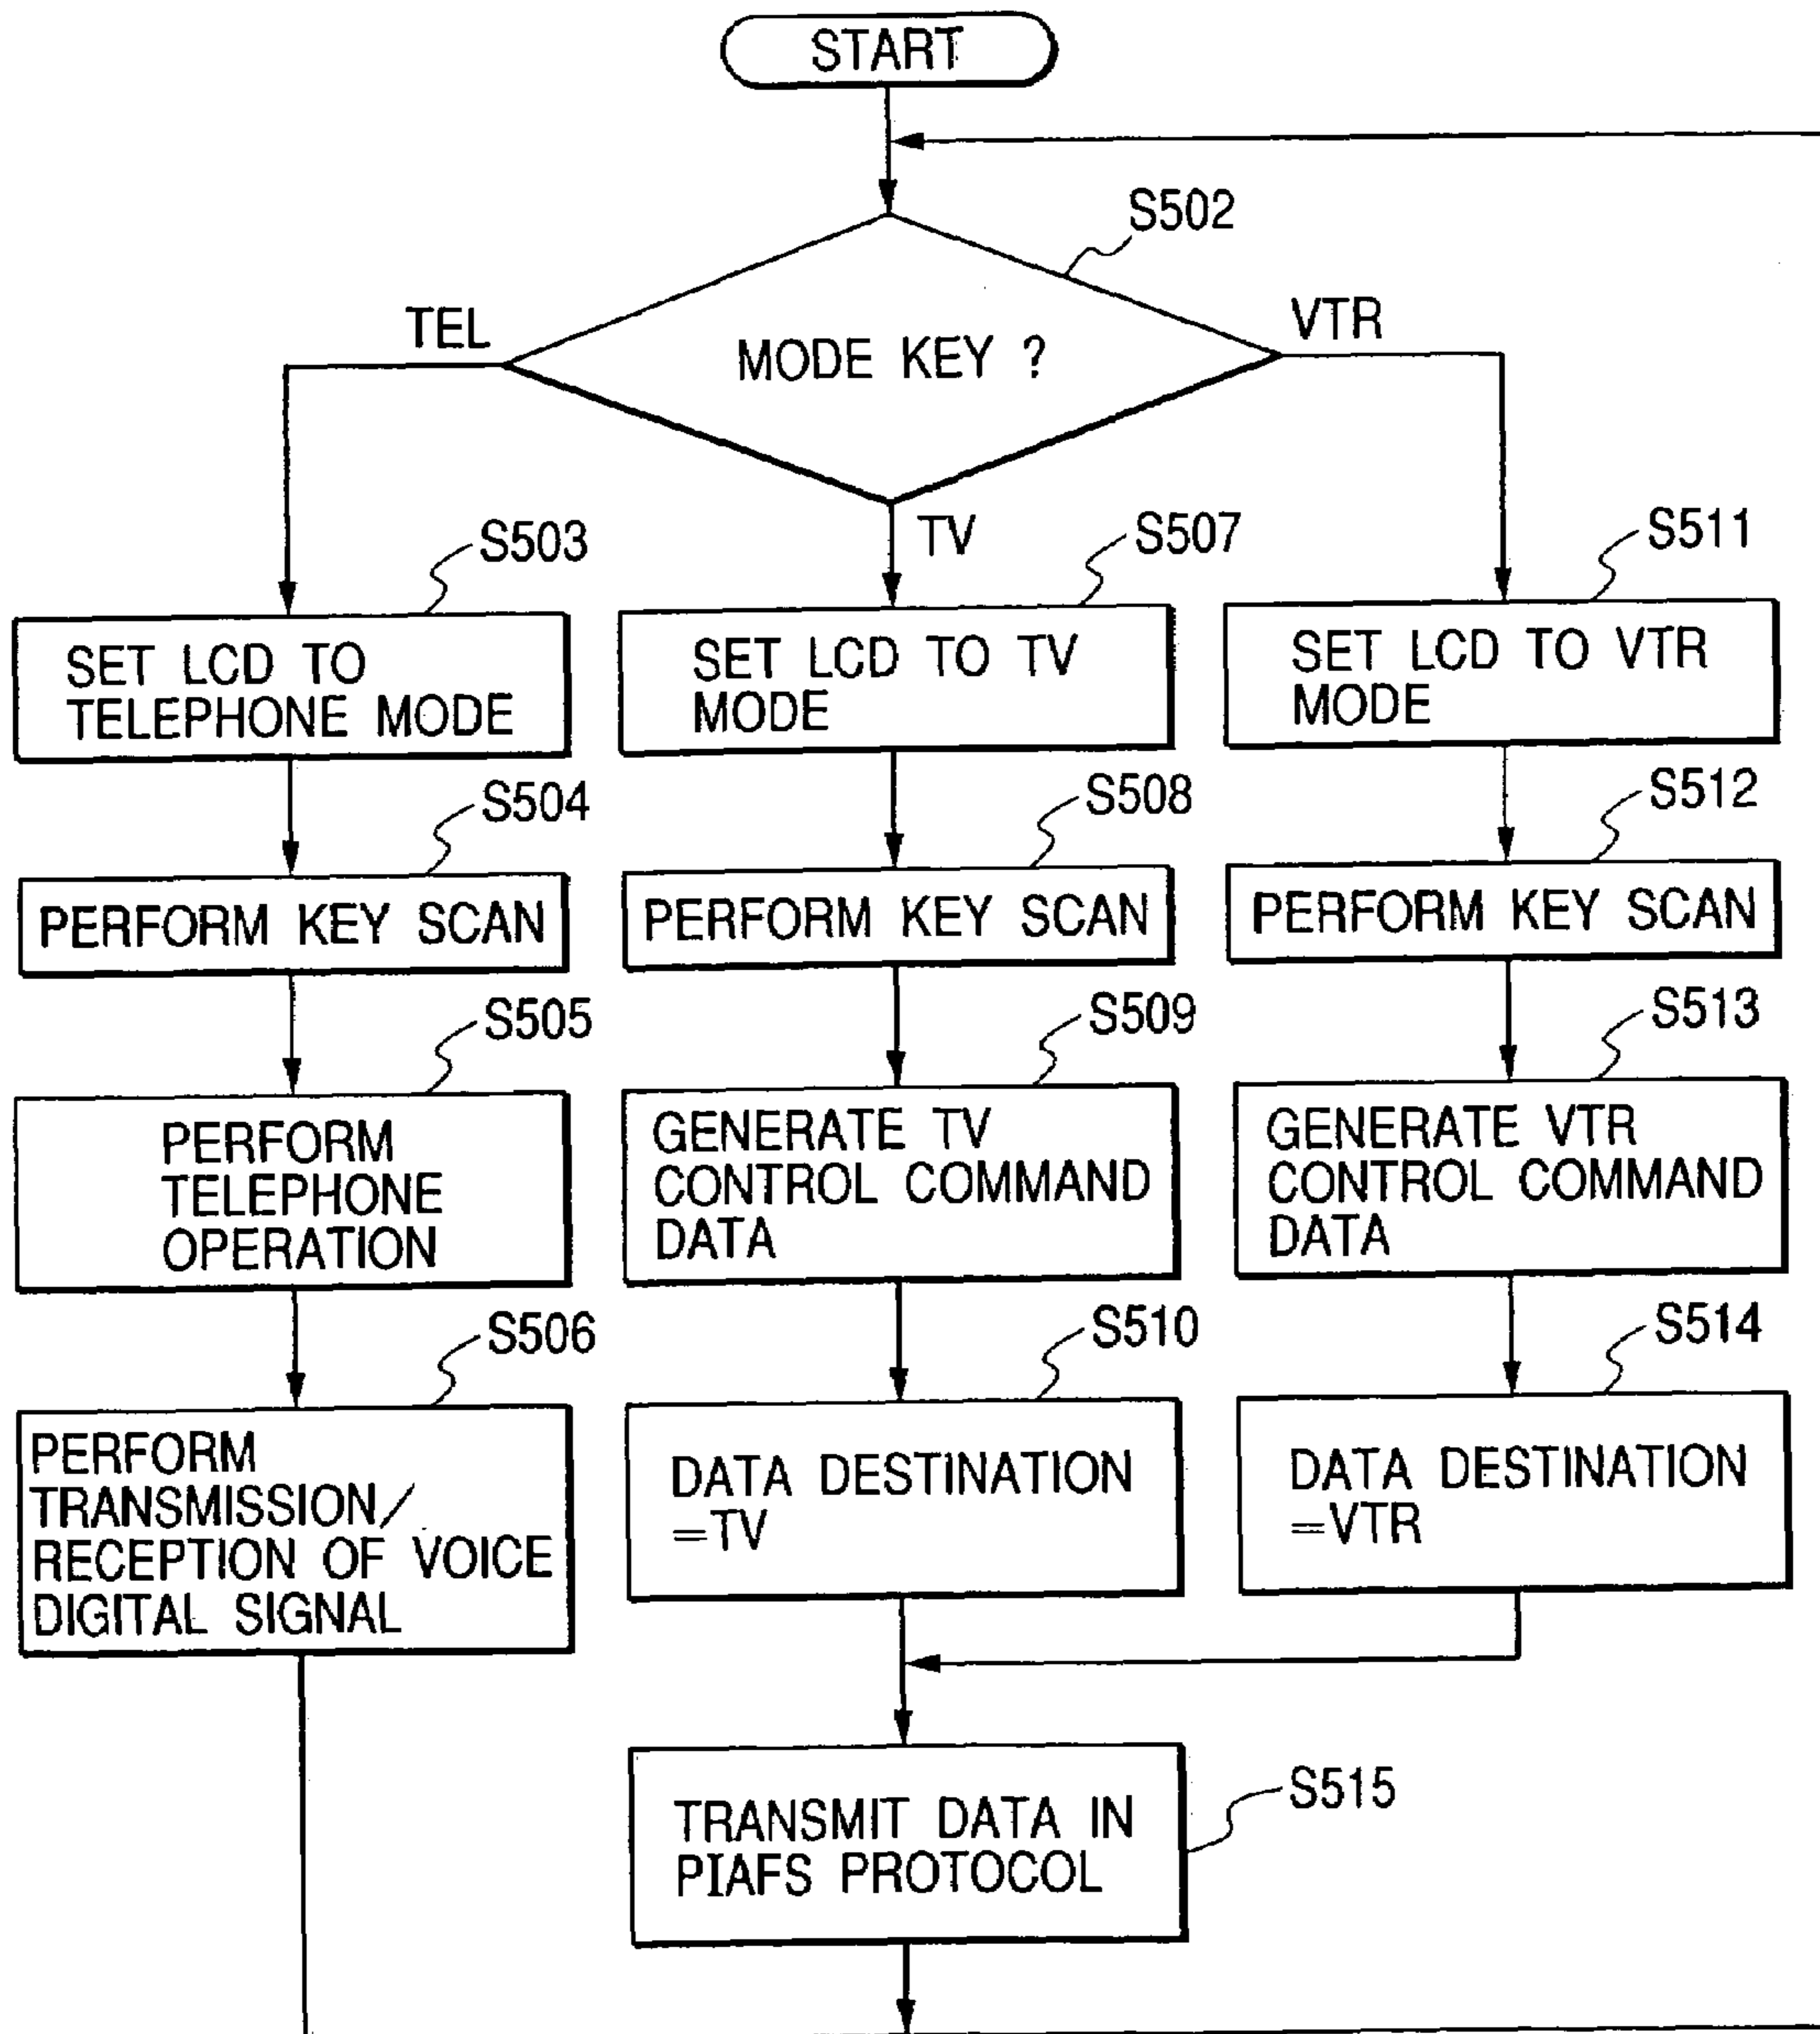 START
S502
TEL
MODE KEY ?
VTR
TV
S503
SET LCD TO
TELEPHONE MODE
S504
PERFORM KEY SCAN
S505
PERFORM
TELEPHONE
OPERATION
S506
PERFORM
TRANSMISSION/
RECEPTION OF VOICE
DIGITAL SIGNAL
S507
SET LCD TO TV
MODE
S508
PERFORM KEY SCAN
S509
GENERATE TV
CONTROL COMMAND
DATA
S510
DATA DESTINATION
=TV
S511
SET LCD TO VTR
MODE
S512
PERFORM KEY SCAN
S513
GENERATE VTR
CONTROL COMMAND
DATA
S514
DATA DESTINATION
=VTR
S515
TRANSMIT DATA IN
PIAFS PROTOCOL